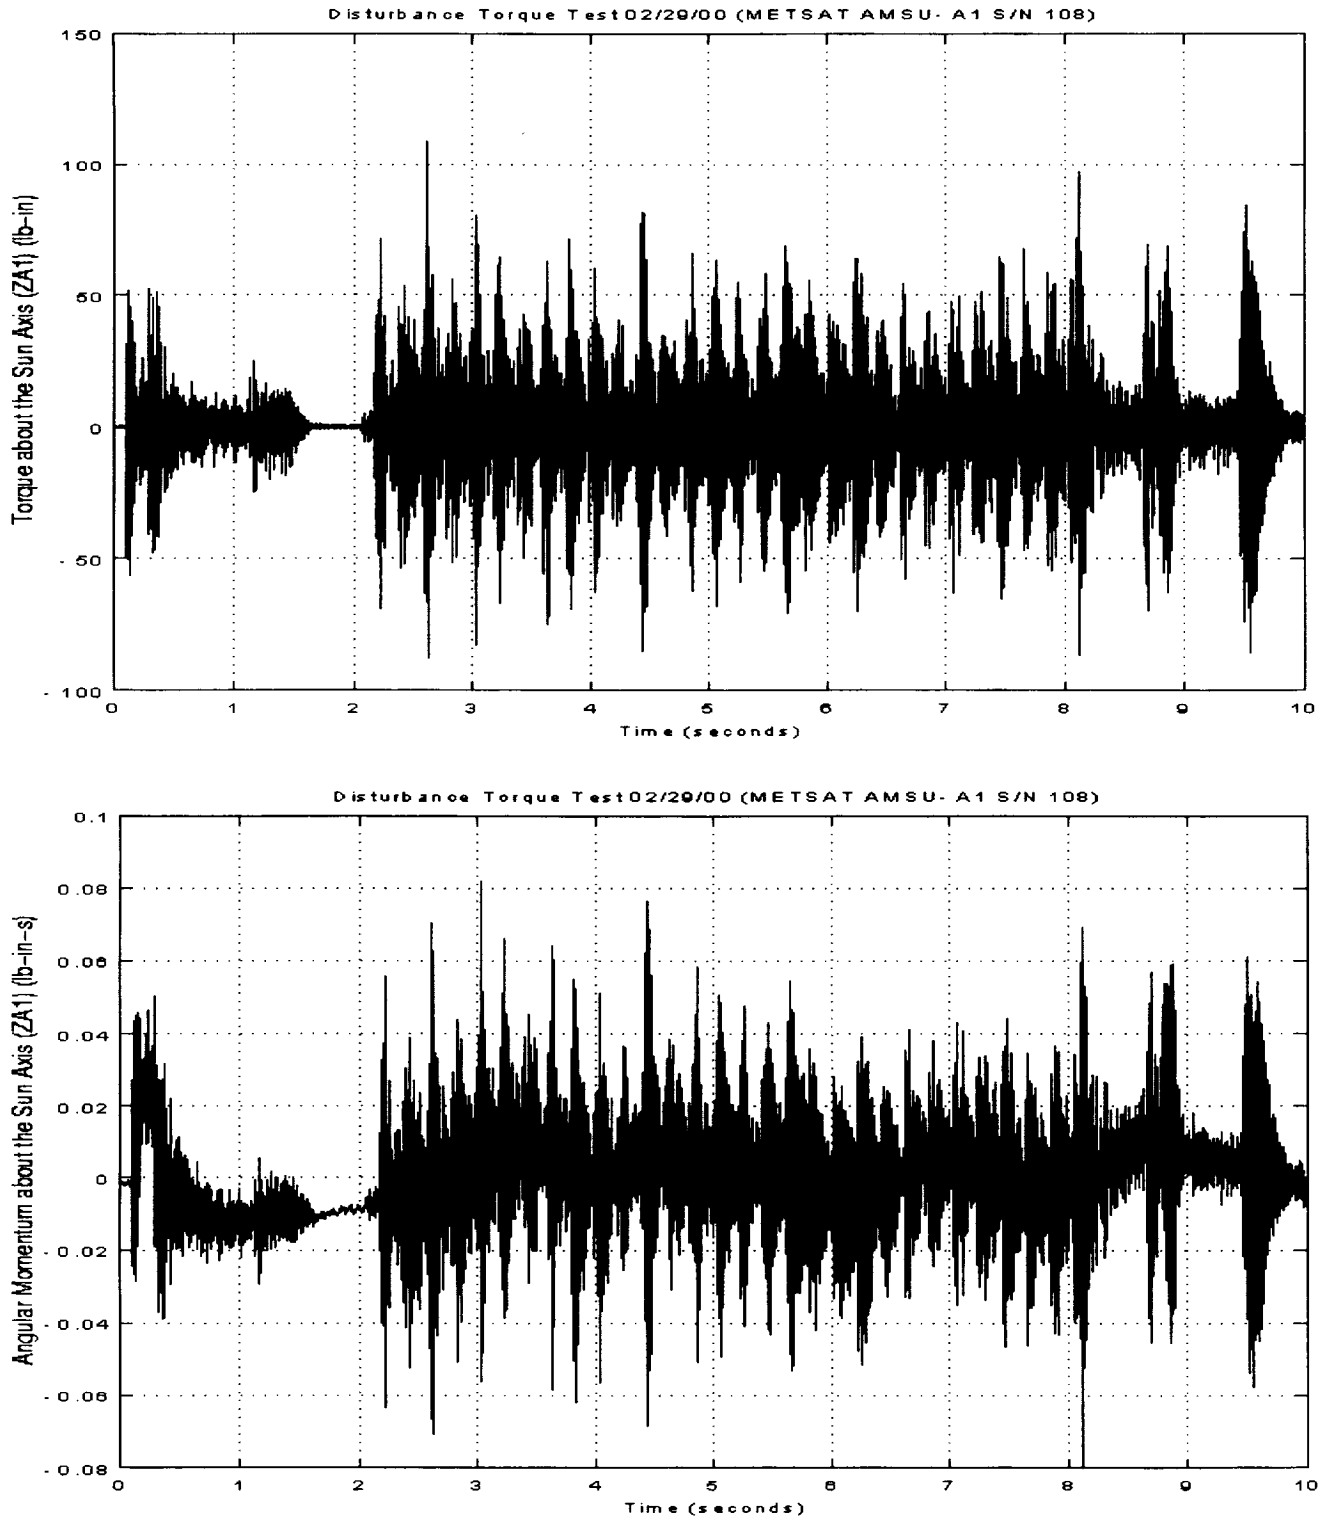 Disturbance Torque Test 02/29/00 (METSAT AMSU- A1 S/N 108)
150
100
50
0
- 50
- 100
Torque about the Sun Axis (ZA1) (lb-in)
0 1 2 3 4 5 6 7 8 9 10
Time (seconds)
Disturbance Torque Test 02/29/00 (METSAT AMSU- A1 S/N 108)
0.1
0.08
0.06
0.04
0.02
0
- 0.02
- 0.04
- 0.06
- 0.08
Angular Momentum about the Sun Axis (ZA1) (lb-in-s)
0 1 2 3 4 5 6 7 8 9 10
Time (seconds)